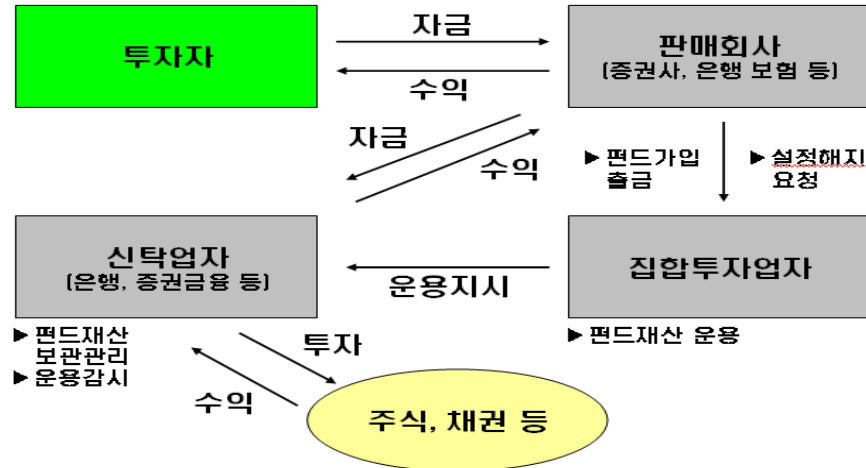 투자자
자금
수익
판매회사
(증권사, 은행 보험 등)
자금
수익
▶ 펀드가입
출금
▶ 설정해지
요청
신탁업자
(은행, 증권금융 등)
운용지시
집합투자업자
▶ 펀드재산
보관관리
▶ 운용감시
▶ 펀드재산 운용
투자
수익
주식, 채권 등